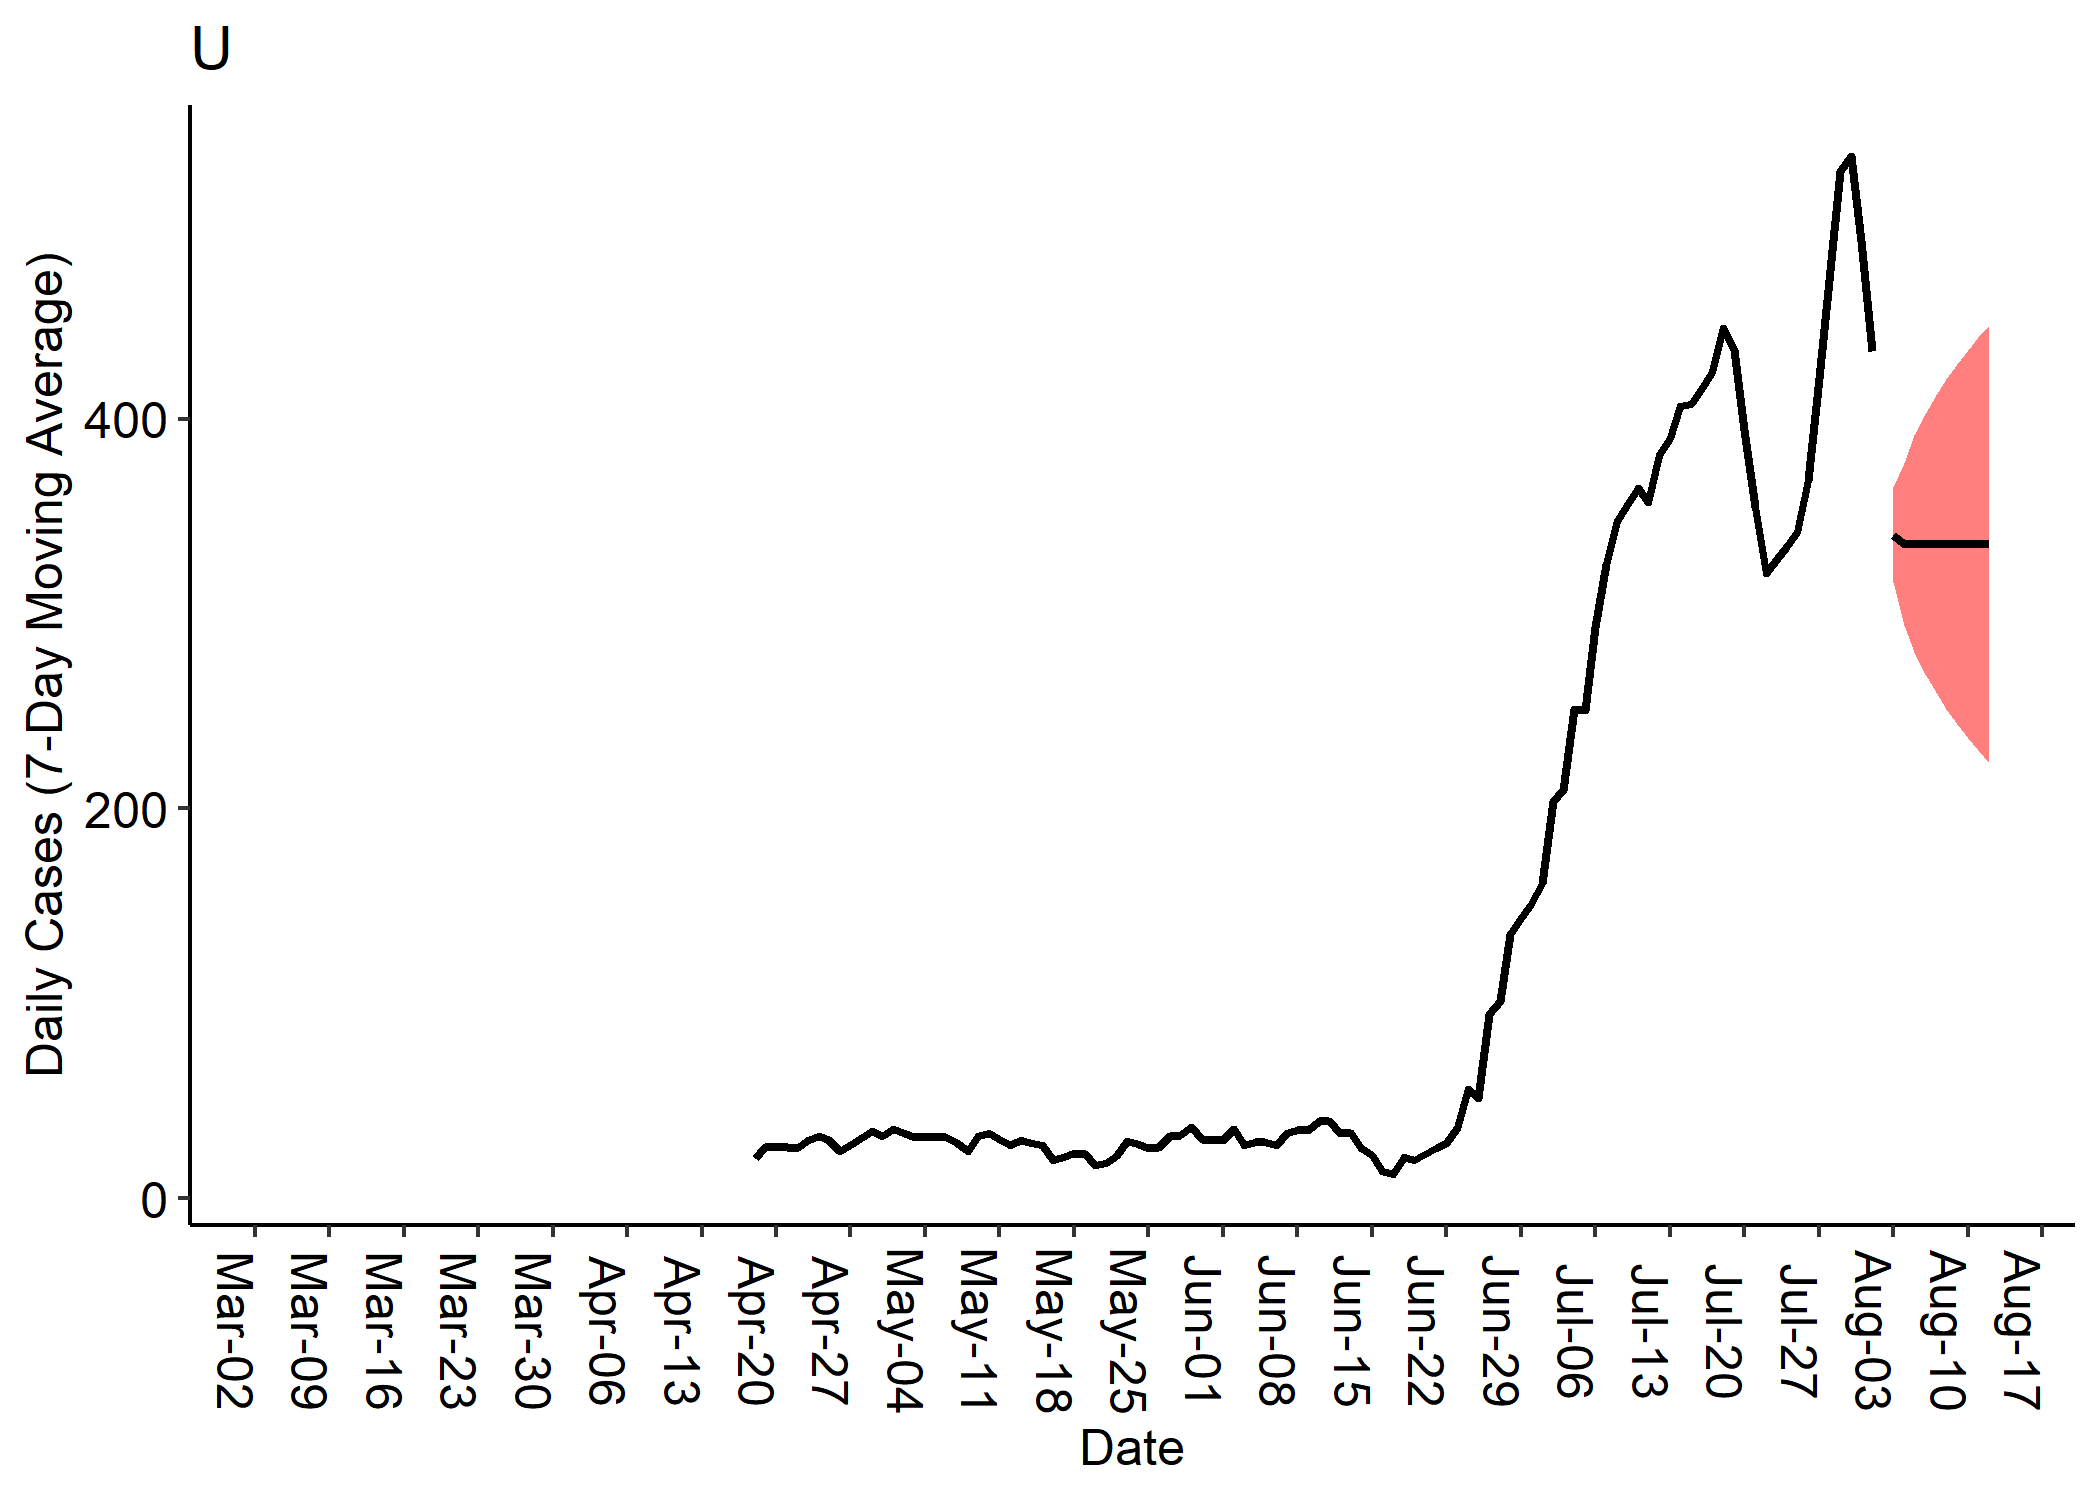 U
Daily Cases (7-Day Moving Average)
400
200
0
Mar-02
Mar-09
Mar-16
Mar-23
Mar-30
Apr-06
Apr-13
Apr-20
Apr-27
May-04
May-11
May-18
May-25
Jun-01
Jun-08
Jun-15
Jun-22
Jun-29
Jul-06
Jul-13
Jul-20
Jul-27
Aug-03
Aug-10
Aug-17
Date